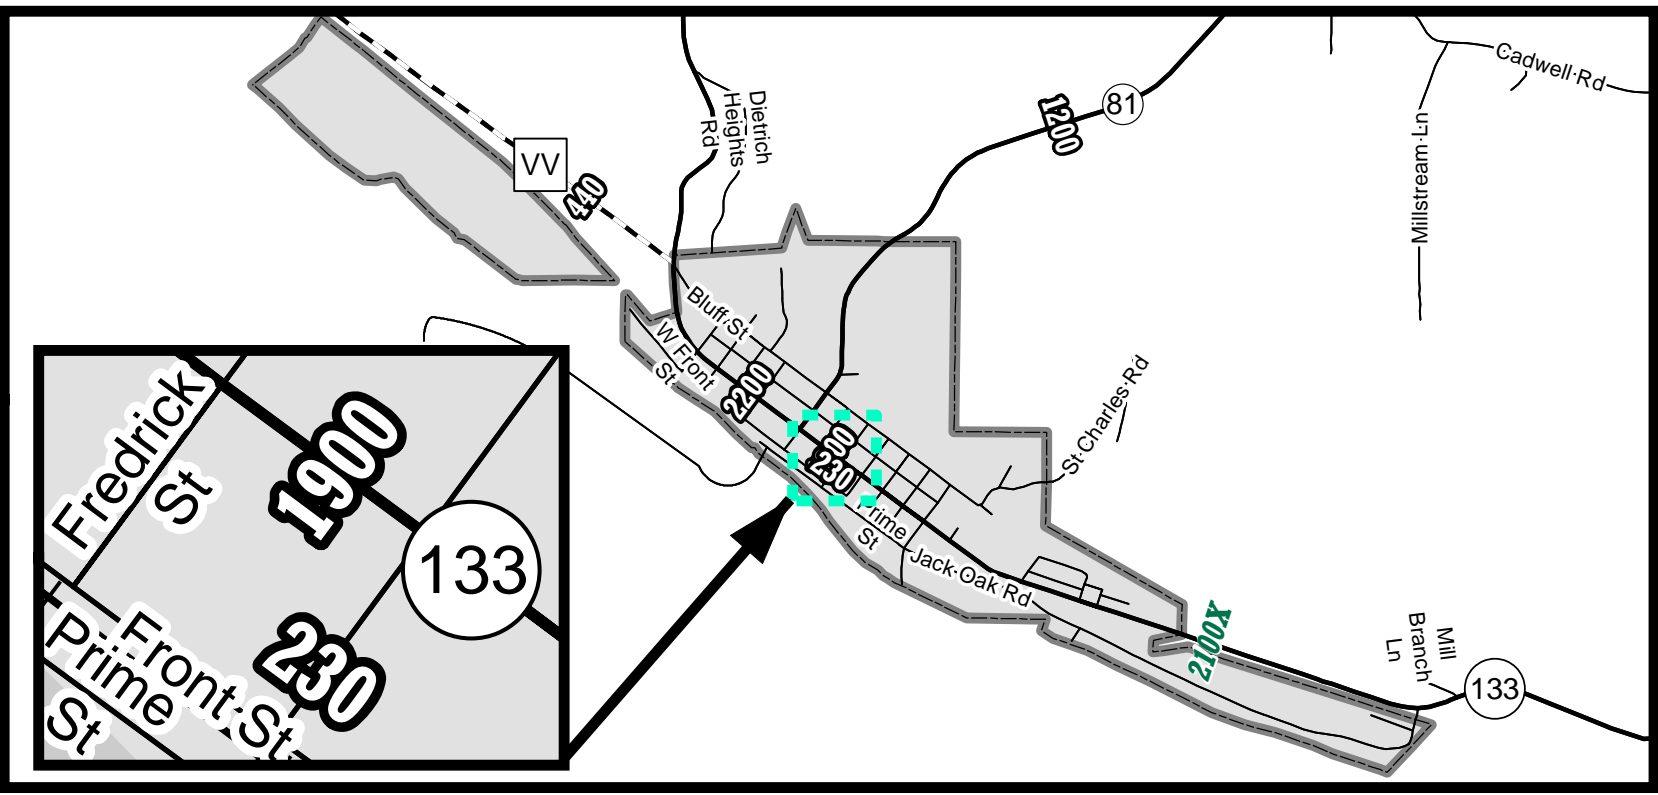 Cadwell Rd
81
1200
Dietrich
Heights
Rd
Millstream Ln
VV
440
Bluff St
W Front
St
2200
St Charles Rd
00
230
Prime
St
Jack Oak Rd
2100X
Mill
Branch
Ln
133
Fredrick
St
1900
133
230
Front St
Prime
St